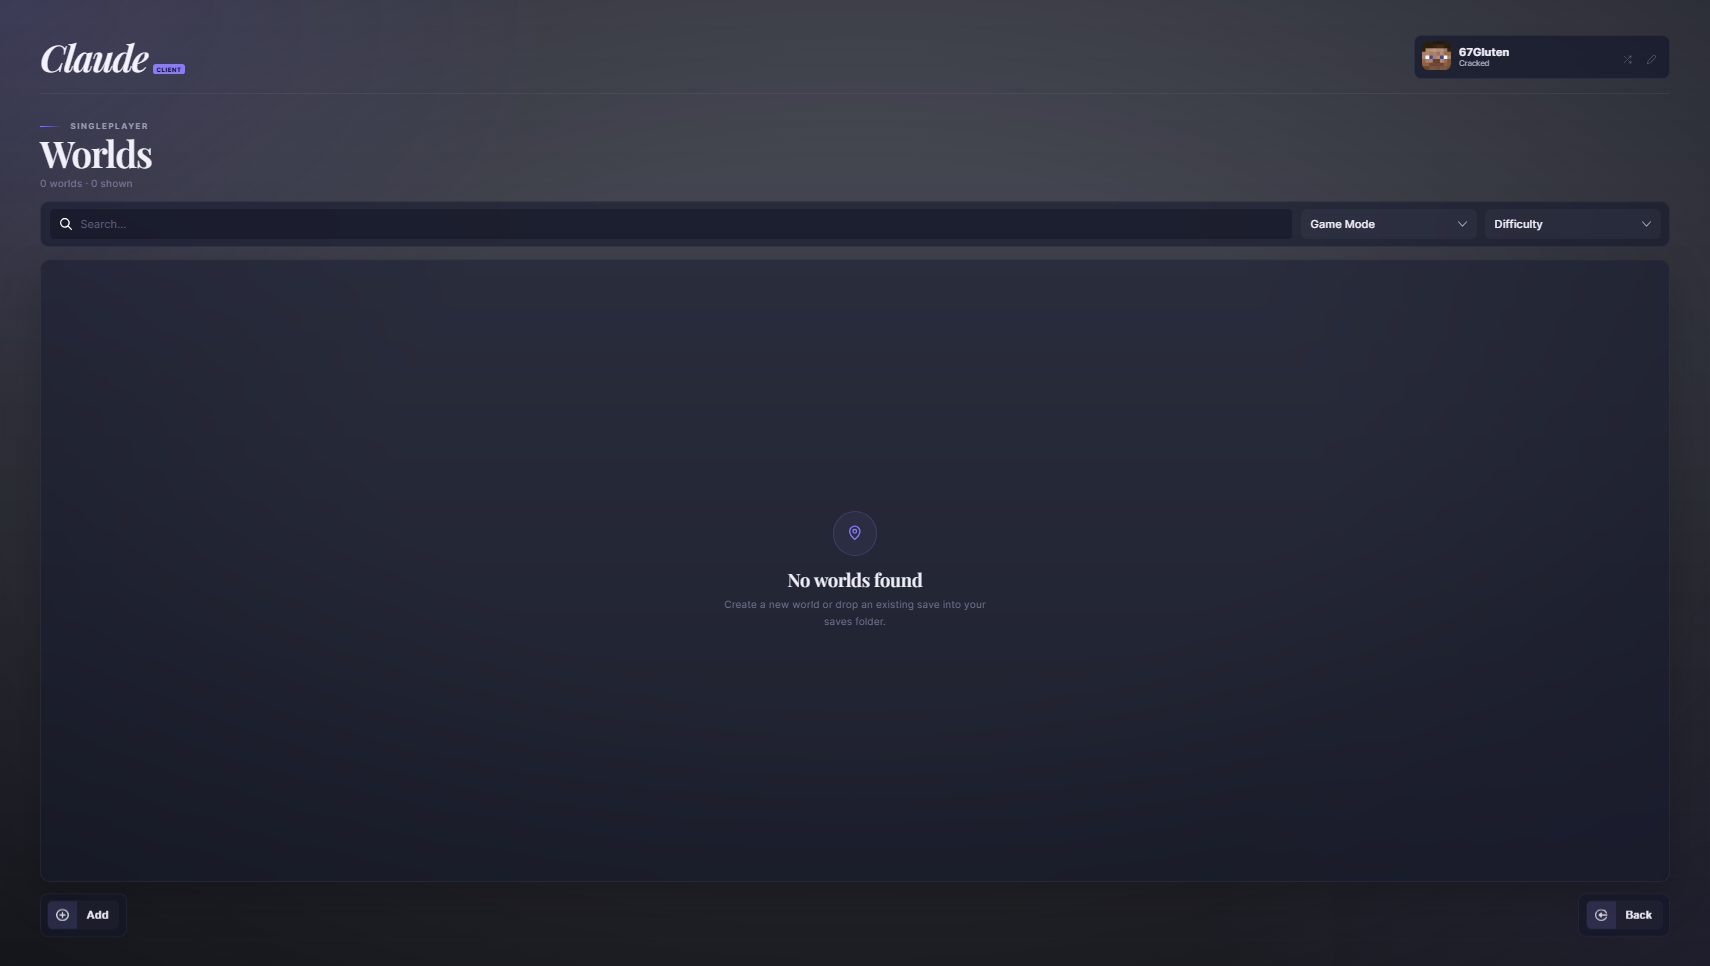 Claude CLIENT
67Gluten
Cracked
SINGLEPLAYER
Worlds
0 worlds · 0 shown
Search...
Game Mode
Difficulty
No worlds found
Create a new world or drop an existing save into your
saves folder.
Add
Back